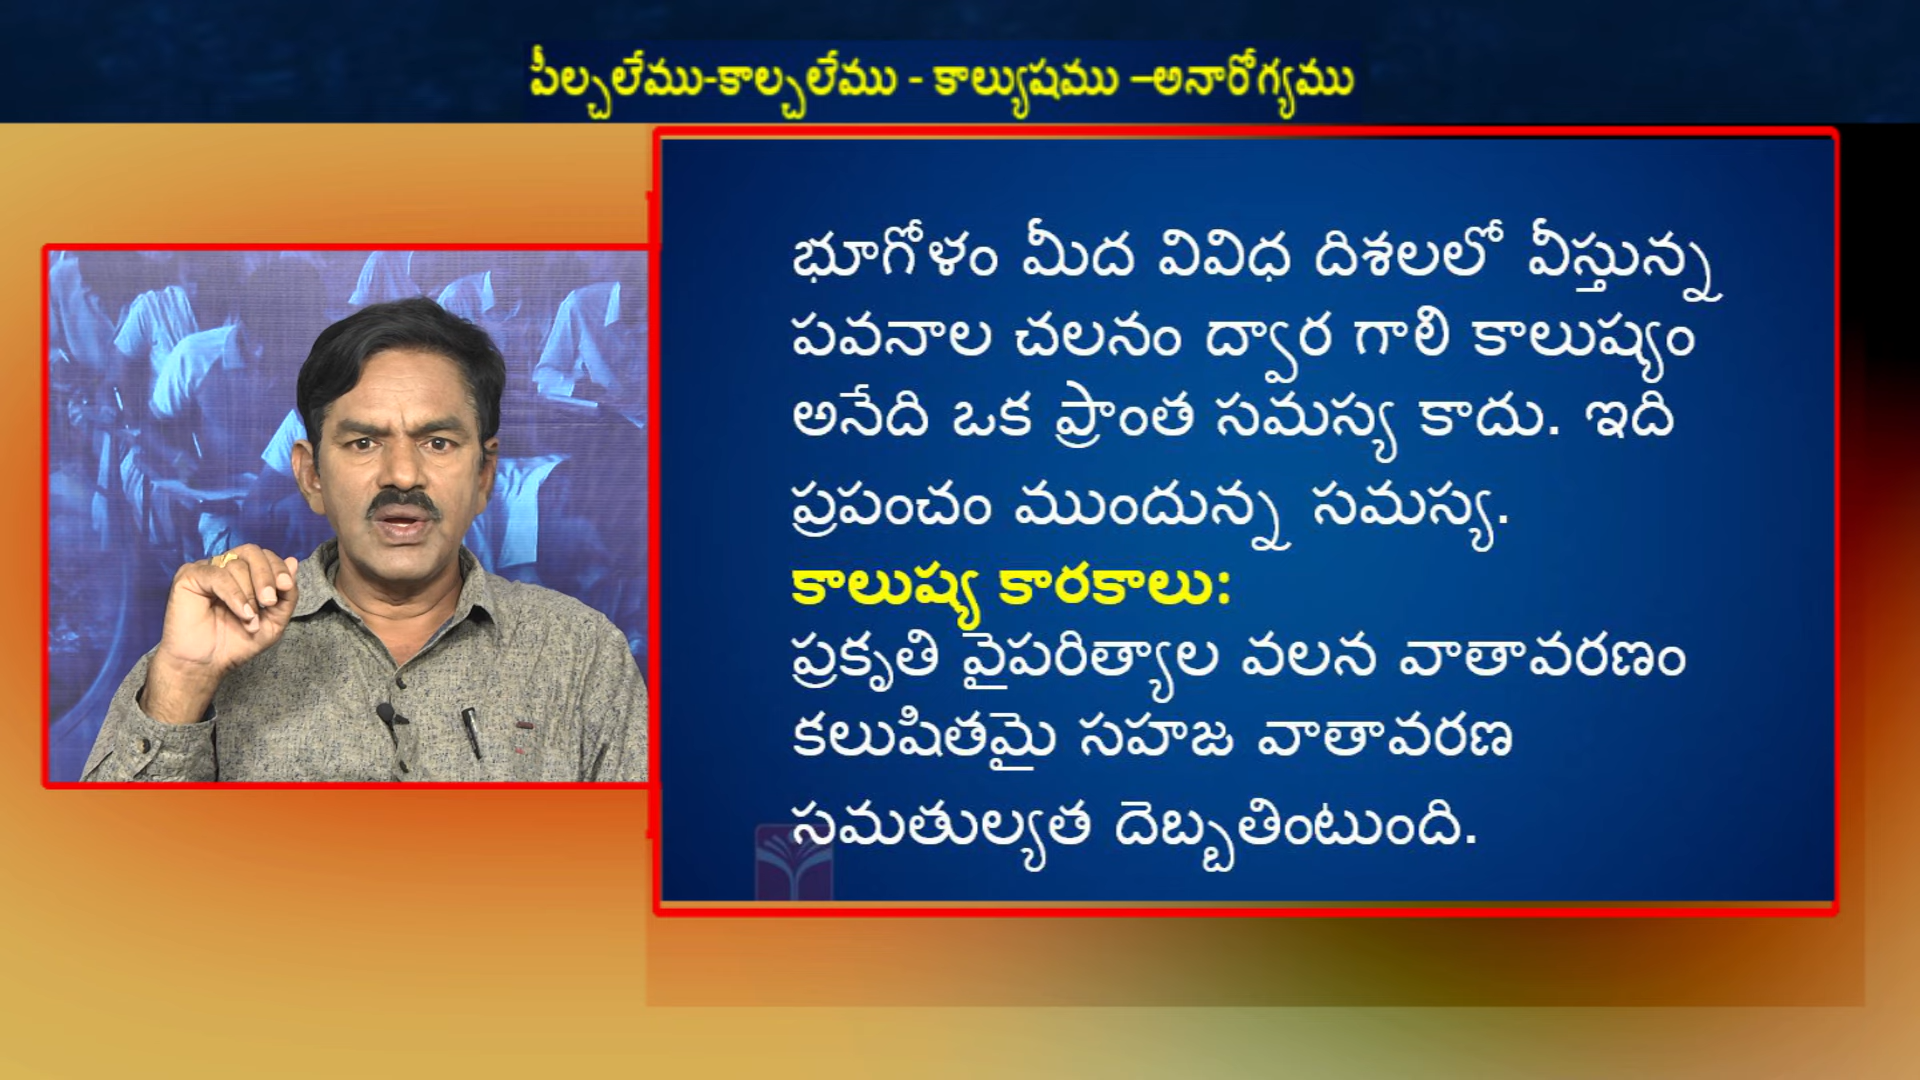 పీల్చలేము-కాల్చలేము - కాల్యుషము –అనారోగ్యము
భూగోళం మీద వివిధ దిశలలో వీస్తున్న
పవనాల చలనం ద్వార గాలి కాలుష్యం
అనేది ఒక ప్రాంత సమస్య కాదు. ఇది
ప్రపంచం ముందున్న సమస్య.
కాలుష్య కారకాలు:
ప్రకృతి వైపరిత్యాల వలన వాతావరణం
కలుషితమై సహజ వాతావరణ
సమతుల్యత దెబ్బతింటుంది.